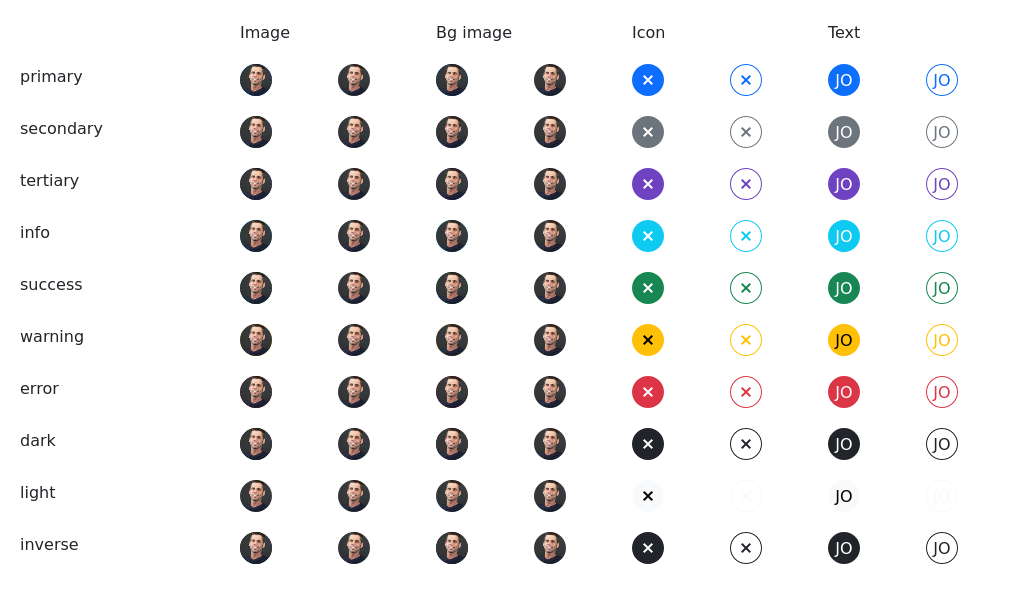 Image Bg image Icon Text
primary JO JO
secondary JO JO
tertiary JO JO
info JO JO
success JO JO
warning JO JO
error JO JO
dark JO JO
light JO JO
inverse JO JO